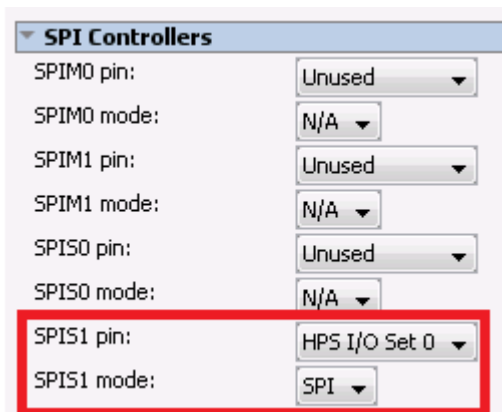 SPI Controllers
SPIM0 pin: Unused
SPIM0 mode: N/A
SPIM1 pin: Unused
SPIM1 mode: N/A
SPIS0 pin: Unused
SPIS0 mode: N/A
SPIS1 pin: HPS I/O Set 0
SPIS1 mode: SPI